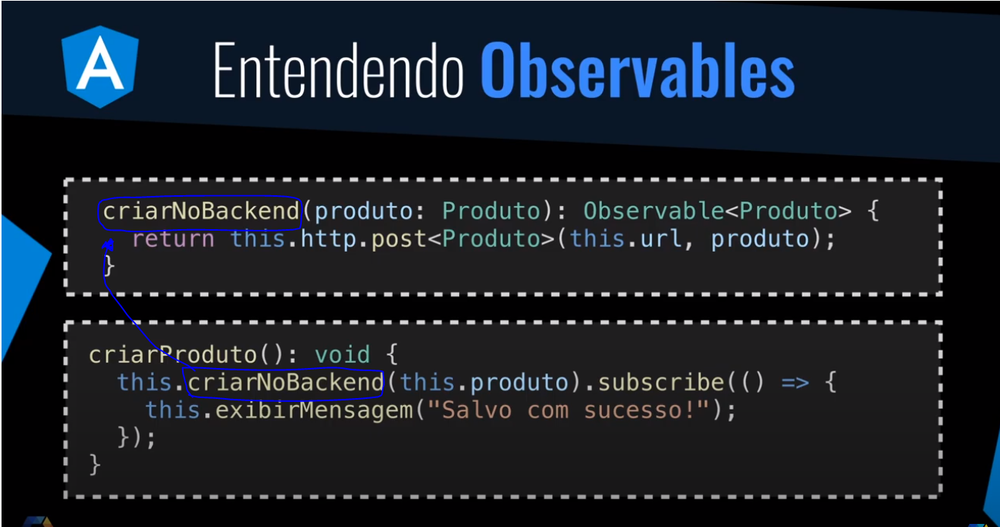 A
Entendendo Observables
criarNoBackend(produto: Produto): Observable<Produto> {
return this.http.post<Produto>(this.url, produto);
}
criarProduto(): void {
this.criarNoBackend(this.produto).subscribe(() => {
this.exibirMensagem("Salvo com sucesso!");
});
}